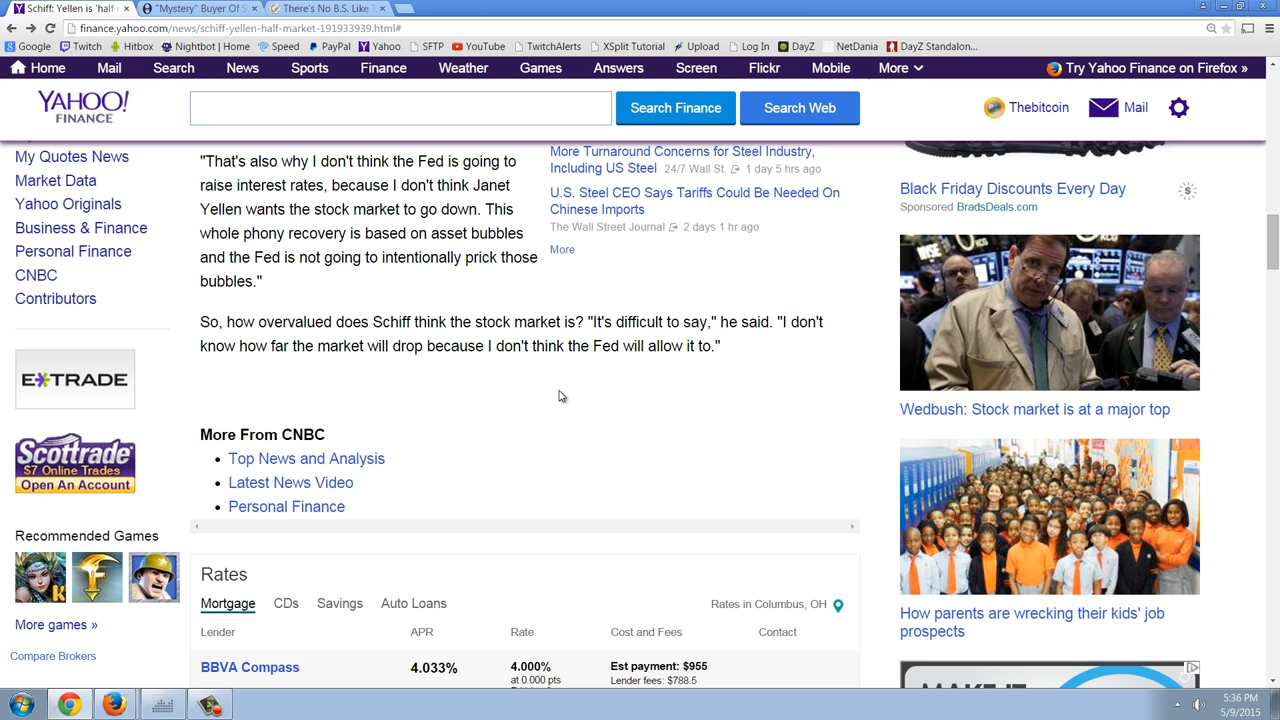 Schiff: Yellen is 'half
"Mystery" Buyer Of
There's No B.S. Like
finance.yahoo.com/news/schiff-yellen-half-market-191933939.html#
Google Twitch Hitbox Nightbot | Home Speed PayPal Yahoo SFTP YouTube TwitchAlerts XSplit Tutorial Upload Log In DayZ NetDania DayZ Standalon...
Home Mail Search News Sports Finance Weather Games Answers Screen Flickr Mobile More Try Yahoo Finance on Firefox »
YAHOO!
FINANCE
Search Finance
Search Web
Thebitcoin
Mail
My Quotes News
Market Data
Yahoo Originals
Business & Finance
Personal Finance
CNBC
Contributors
E*TRADE
Scottrade
$7 Online Trades
Open An Account
Recommended Games
More games »
Compare Brokers
"That's also why I don't think the Fed is going to
raise interest rates, because I don't think Janet
Yellen wants the stock market to go down. This
whole phony recovery is based on asset bubbles
and the Fed is not going to intentionally prick those
bubbles."
More Turnaround Concerns for Steel Industry,
Including US Steel 24/7 Wall St. 1 day 5 hrs ago
U.S. Steel CEO Says Tariffs Could Be Needed On
Chinese Imports
The Wall Street Journal 2 days 1 hr ago
More
So, how overvalued does Schiff think the stock market is? "It's difficult to say," he said. "I don't
know how far the market will drop because I don't think the Fed will allow it to."
More From CNBC
Top News and Analysis
Latest News Video
Personal Finance
Rates
Mortgage CDs Savings Auto Loans
Rates in Columbus, OH
Lender APR Rate Cost and Fees Contact
BBVA Compass 4.033% 4.000% Est payment: $955
at 0.000 pts Lender fees: $788.5
Black Friday Discounts Every Day
Sponsored BradsDeals.com
Wedbush: Stock market is at a major top
How parents are wrecking their kids' job
prospects
5:36 PM
5/9/2015